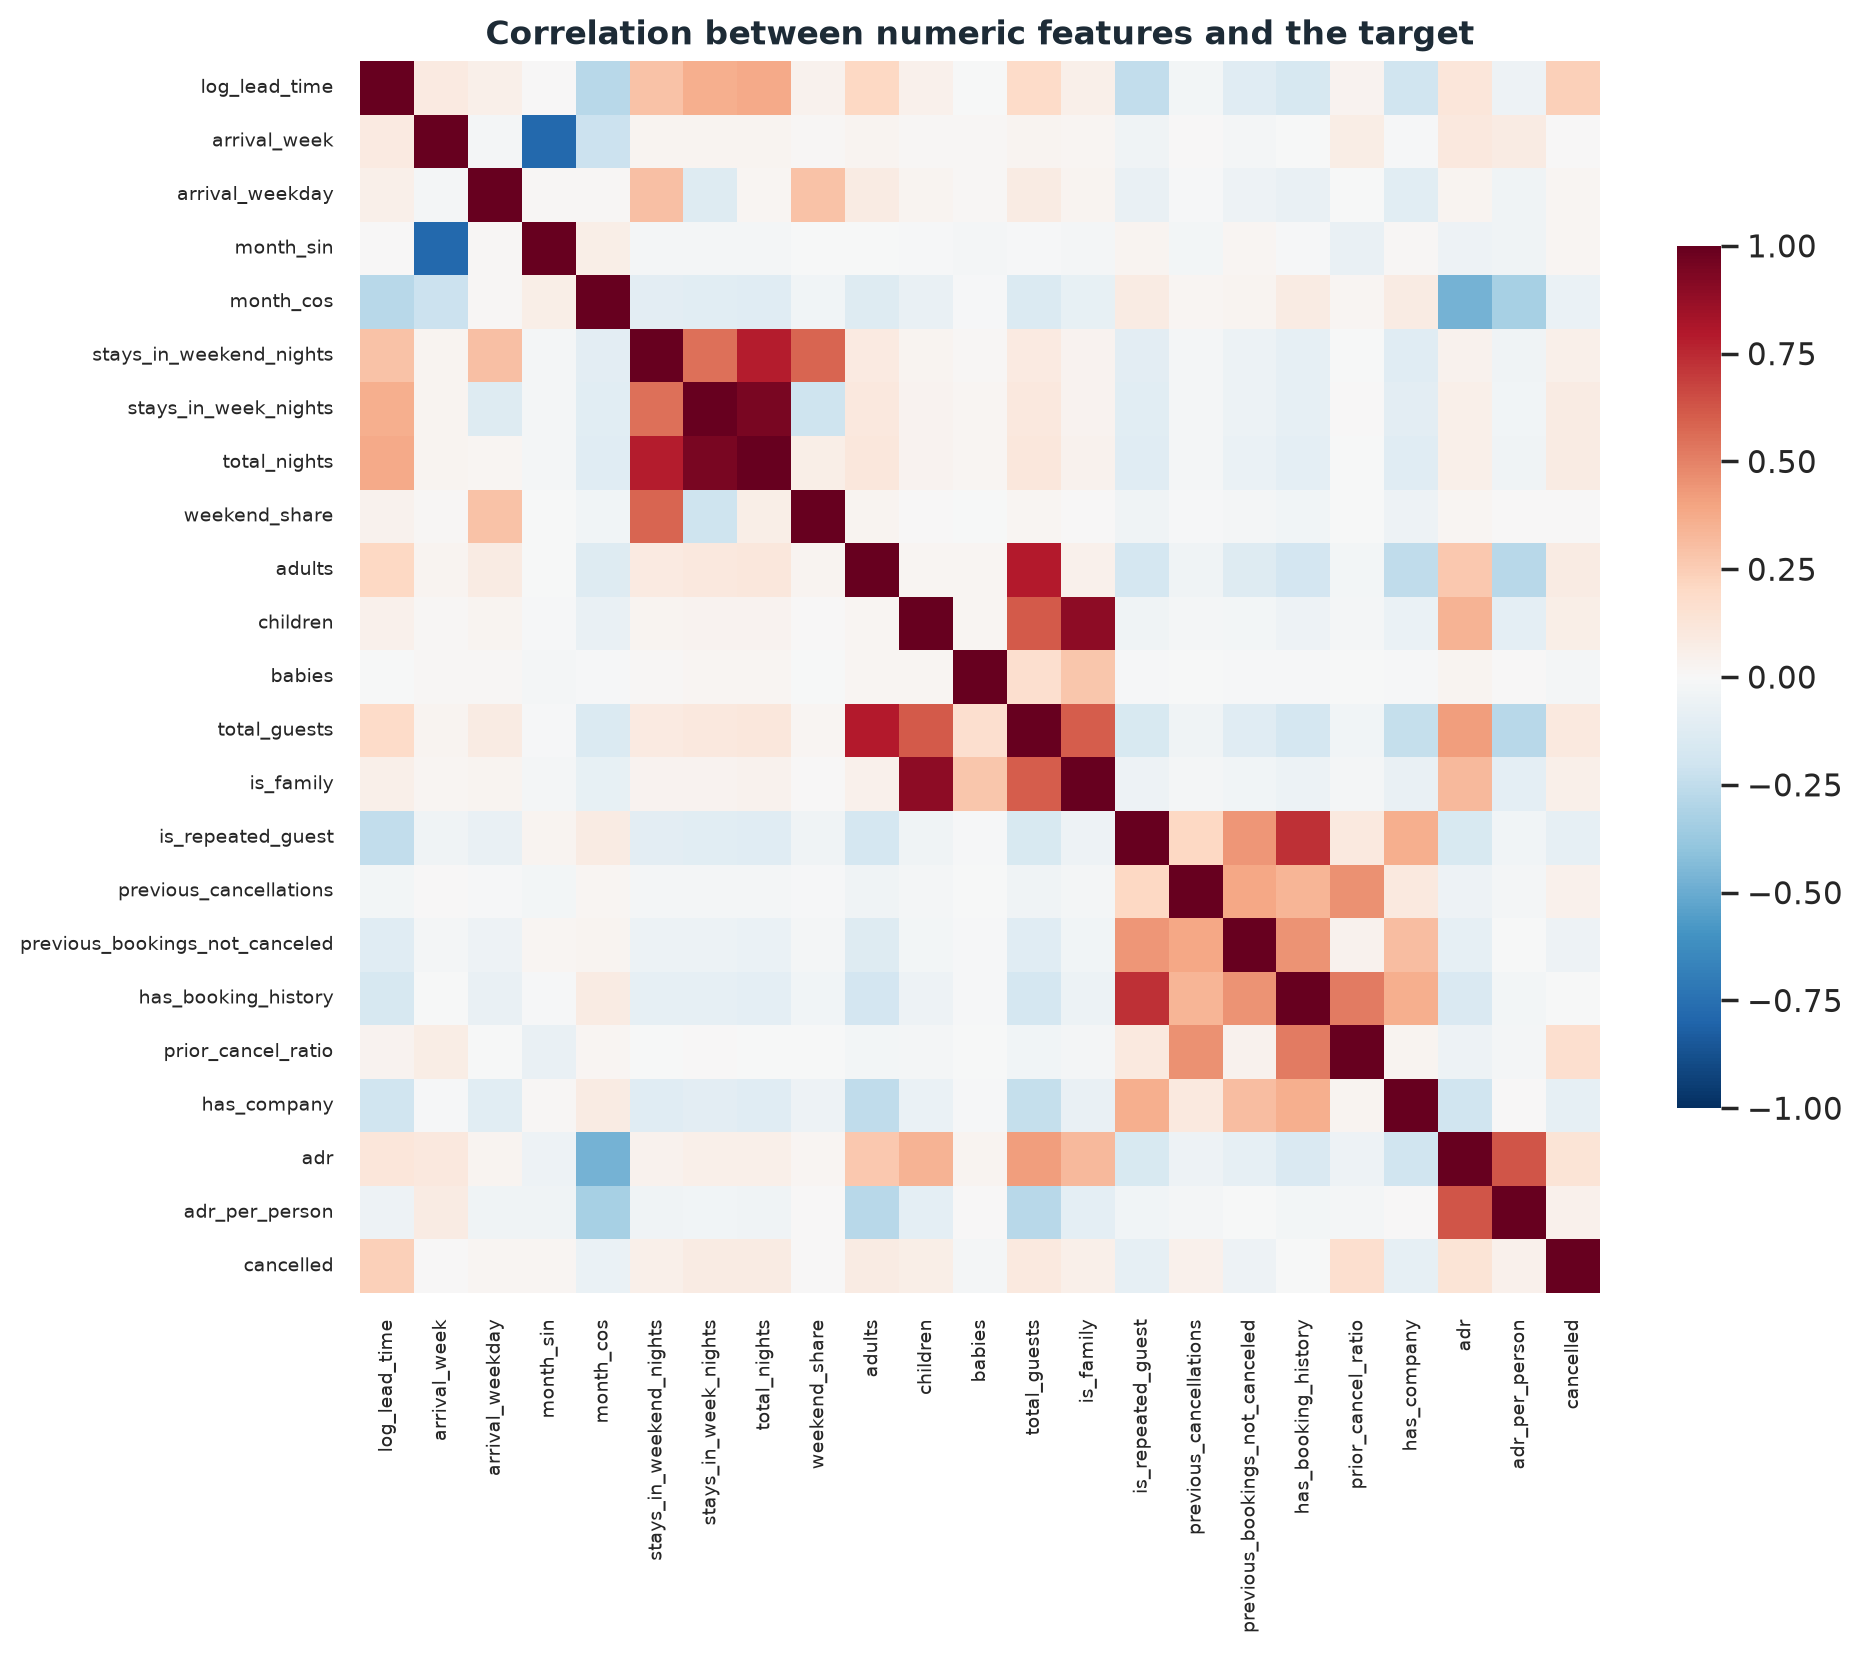 Correlation between numeric features and the target
log_lead_time
arrival_week
arrival_weekday
month_sin
month_cos
stays_in_weekend_nights
stays_in_week_nights
total_nights
weekend_share
adults
children
babies
total_guests
is_family
is_repeated_guest
previous_cancellations
previous_bookings_not_canceled
has_booking_history
prior_cancel_ratio
has_company
adr
adr_per_person
cancelled
log_lead_time
arrival_week
arrival_weekday
month_sin
month_cos
stays_in_weekend_nights
stays_in_week_nights
total_nights
weekend_share
adults
children
babies
total_guests
is_family
is_repeated_guest
previous_cancellations
previous_bookings_not_canceled
has_booking_history
prior_cancel_ratio
has_company
adr
adr_per_person
cancelled
1.00
0.75
0.50
0.25
0.00
−0.25
−0.50
−0.75
−1.00